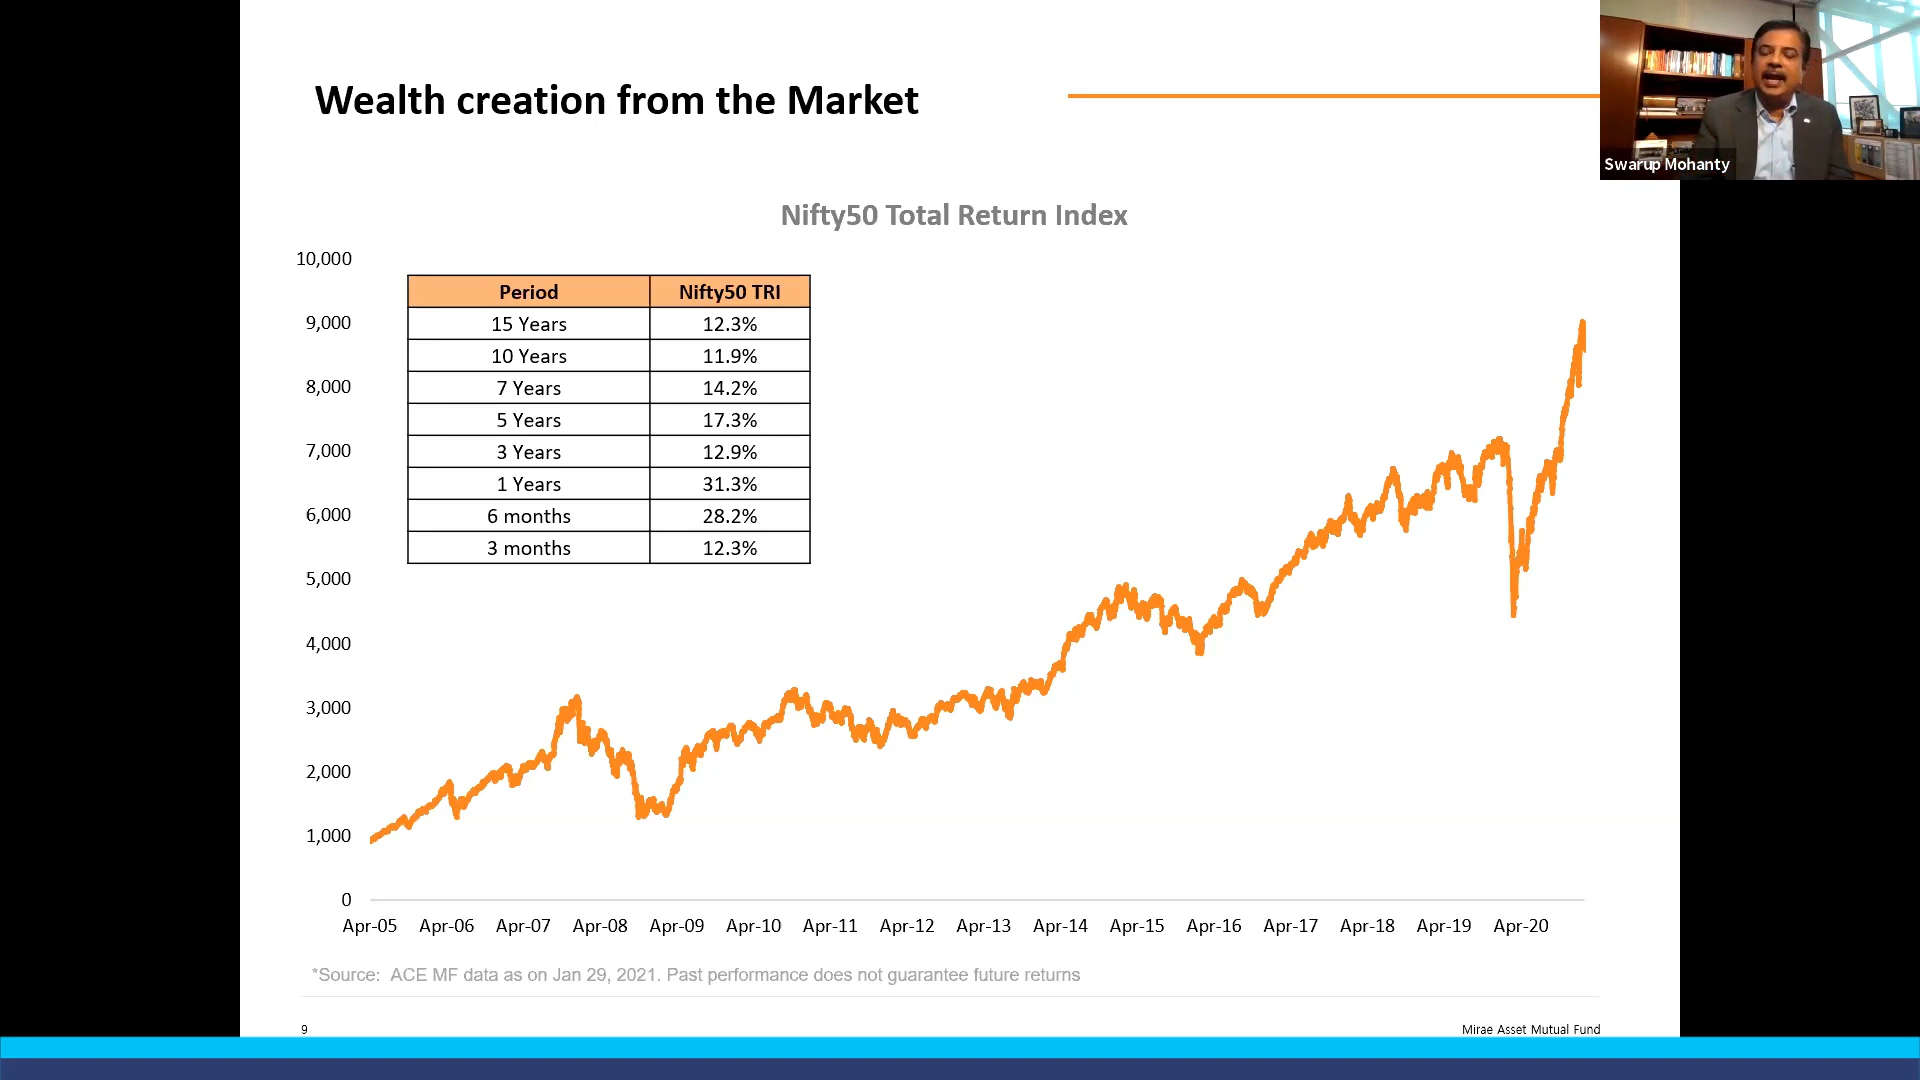 Wealth creation from the Market
Swarup Mohanty
Nifty50 Total Return Index
10,000
9,000
8,000
7,000
6,000
5,000
4,000
3,000
2,000
1,000
0
Period Nifty50 TRI
15 Years 12.3%
10 Years 11.9%
7 Years 14.2%
5 Years 17.3%
3 Years 12.9%
1 Years 31.3%
6 months 28.2%
3 months 12.3%
Apr-05 Apr-06 Apr-07 Apr-08 Apr-09 Apr-10 Apr-11 Apr-12 Apr-13 Apr-14 Apr-15 Apr-16 Apr-17 Apr-18 Apr-19 Apr-20
*Source: ACE MF data as on Jan 29, 2021. Past performance does not guarantee future returns
9
Mirae Asset Mutual Fund